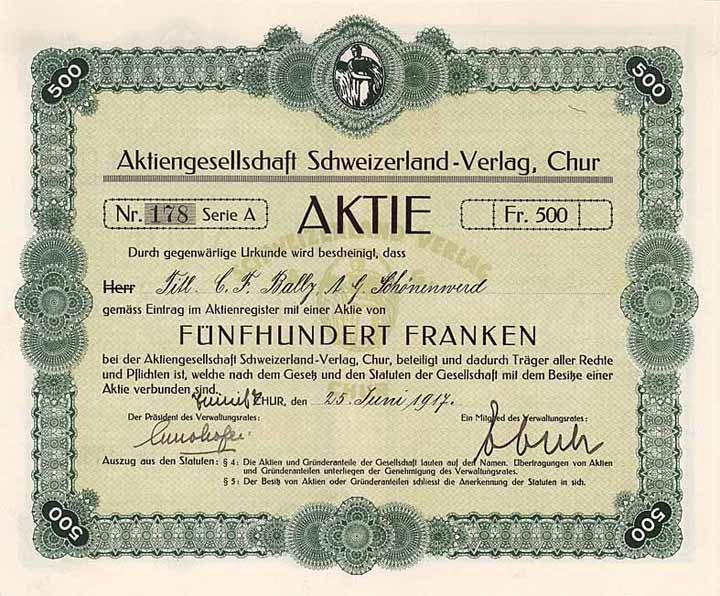 500 500
Aktiengesellschaft Schweizerland-Verlag, Chur
Nr. 178 Serie A AKTIE Fr. 500
Durch gegenwärtige Urkunde wird bescheinigt, dass
Herr Titl. C. F. Bally, A. G. Schönenwerd
gemäss Eintrag im Aktienregister mit einer Aktie von
FÜNFHUNDERT FRANKEN
bei der Aktiengesellschaft Schweizerland-Verlag, Chur, beteiligt und dadurch Träger aller Rechte
und Pflichten ist, welche nach dem Gesetz und den Statuten der Gesellschaft mit dem Besitze einer
Aktie verbunden sind.
CHUR, den 25. Juni 1917.
Der Präsident des Verwaltungsrates: Ein Mitglied des Verwaltungsrates:
Auszug aus den Statuten: § 4: Die Aktien und Gründeranteile der Gesellschaft lauten auf den Namen. Übertragungen von Aktien
und Gründeranteilen unterliegen der Genehmigung des Verwaltungsrates.
§ 5: Der Besitz von Aktien oder Gründeranteilen schliesst die Anerkennung der Statuten in sich.
500 500